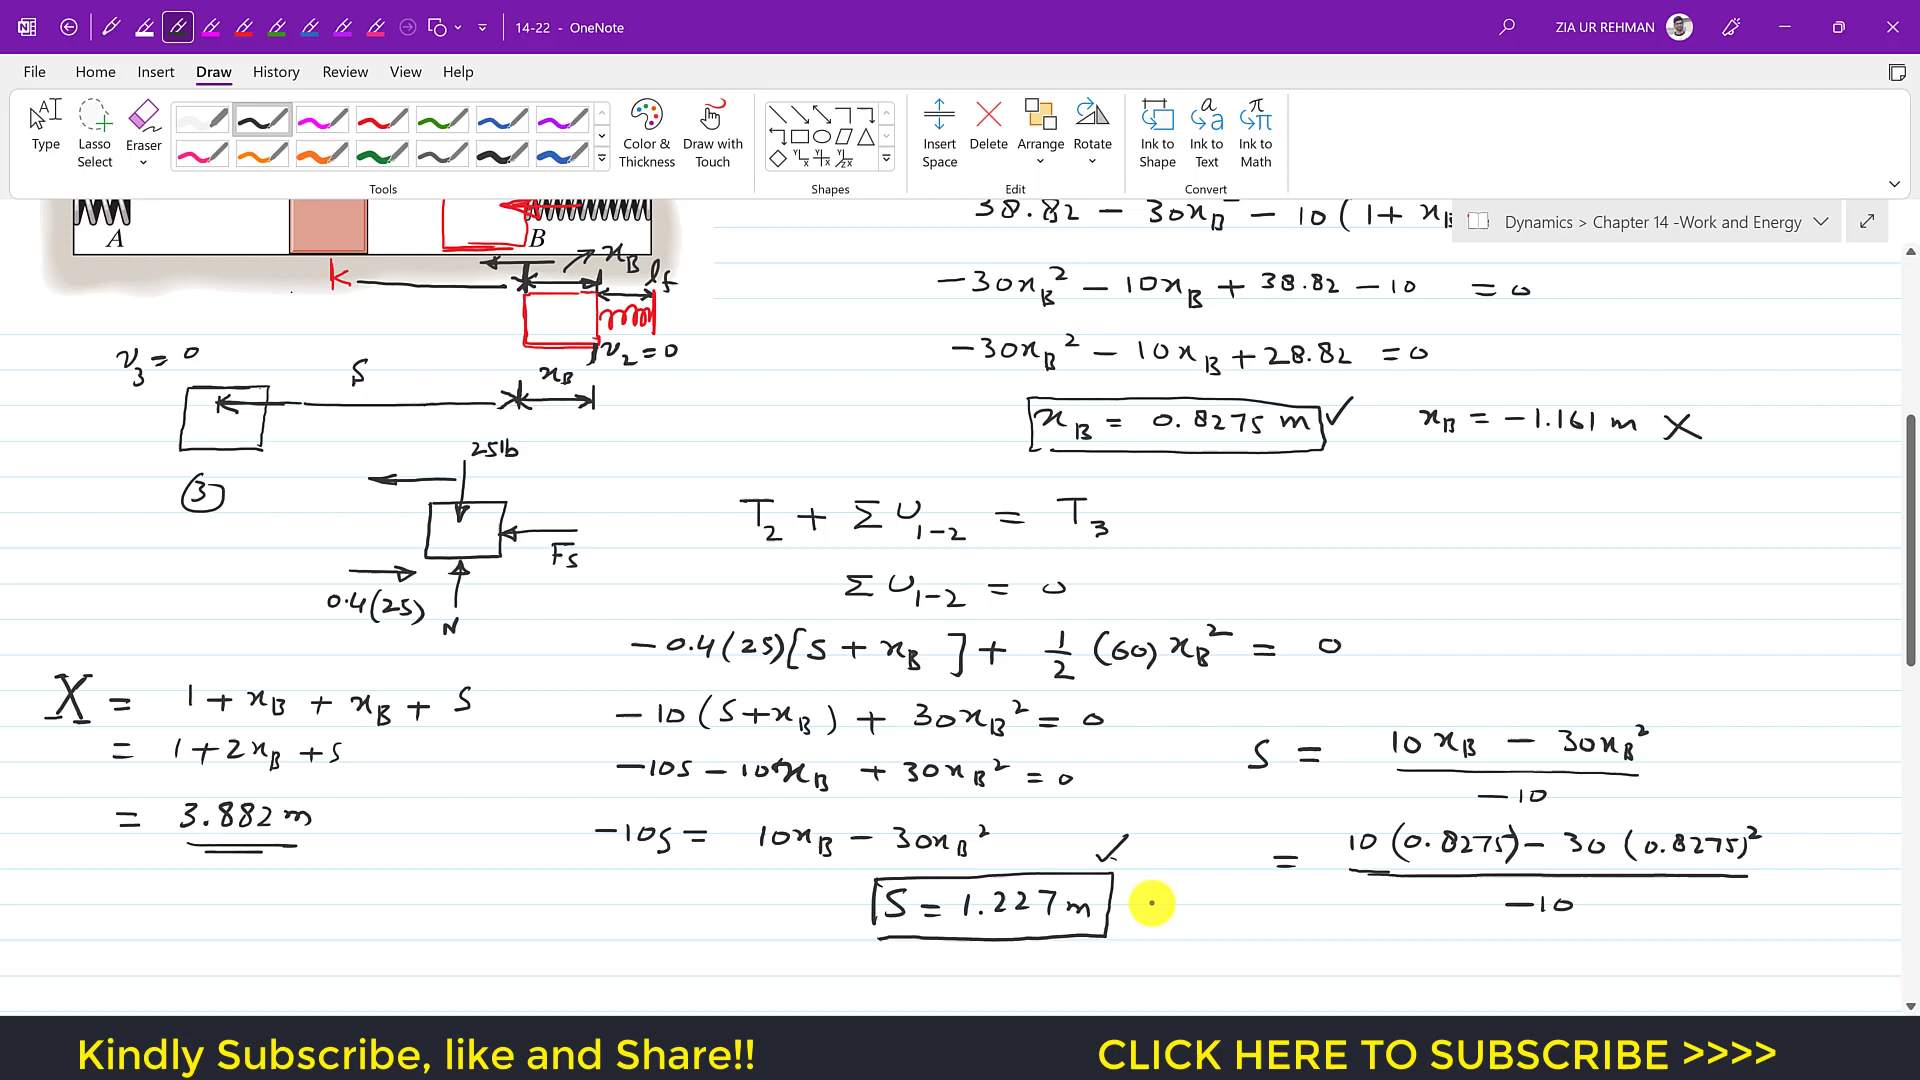 14-22 - OneNote
ZIA UR REHMAN
File Home Insert Draw History Review View Help
Type
Lasso Select
Eraser
Color & Thickness
Draw with Touch
Insert Space
Delete
Arrange
Rotate
Ink to Shape
Ink to Text
Ink to Math
Tools
Shapes
Edit
Convert
Dynamics > Chapter 14 -Work and Energy
A
B
x_B
l_f
v_2 = 0
v_3 = 0
S
x_B
(3)
25lb
F_s
0.4(25)
N
38.82 - 30x_B^2 - 10(1+ x_B
-30x_B^2 - 10x_B + 38.82 - 10 = 0
-30x_B^2 - 10x_B + 28.82 = 0
x_B = 0.8275 m ✓ x_B = -1.161 m X
T_2 + Σ U_1-2 = T_3
Σ U_1-2 = 0
-0.4(25)[S + x_B] + 1/2 (60) x_B^2 = 0
-10(S+x_B) + 30x_B^2 = 0
-10S - 10x_B + 30x_B^2 = 0
-10S = 10x_B - 30x_B^2
S = 1.227 m ✓
S = 10x_B - 30x_B^2 / -10
= 10(0.8275) - 30(0.8275)^2 / -10
X = 1 + x_B + x_B + S
= 1 + 2x_B + S
= 3.882 m
Kindly Subscribe, like and Share!!
CLICK HERE TO SUBSCRIBE >>>>